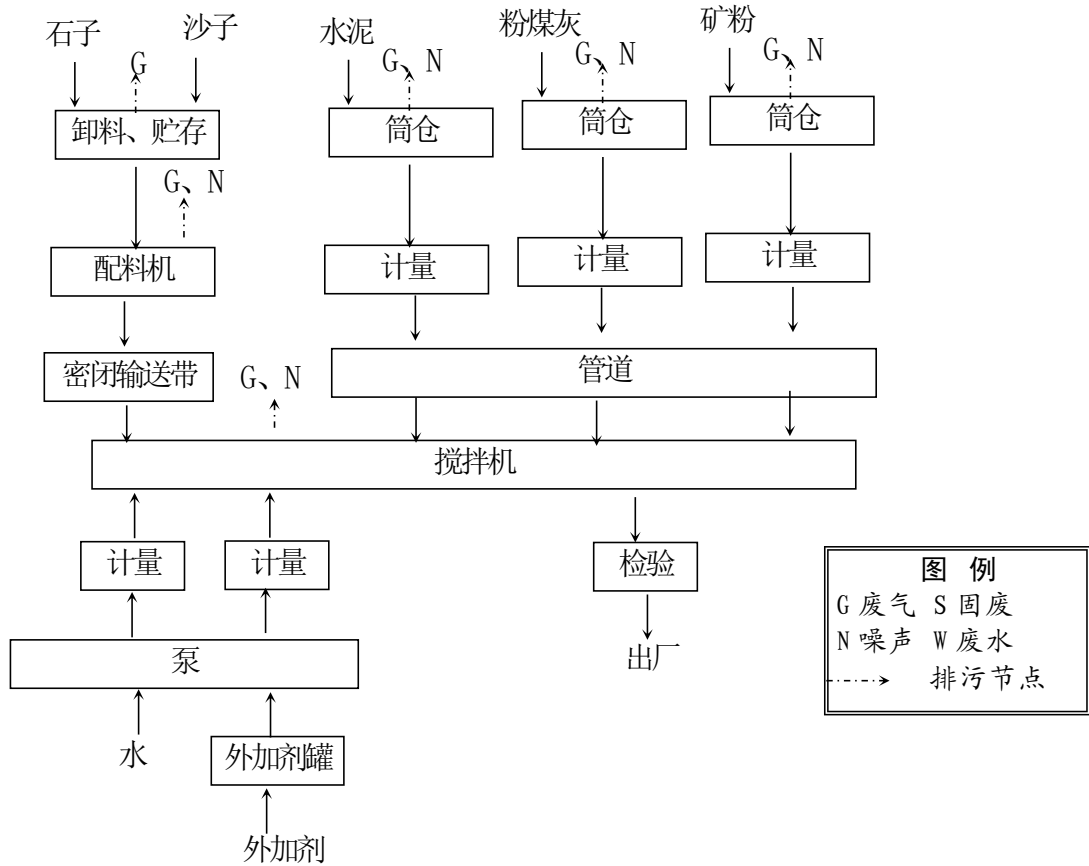 石子
沙子
水泥
粉煤灰
矿粉
G
G、N
G、N
G、N
卸料、贮存
筒仓
筒仓
筒仓
G、N
配料机
计量
计量
计量
密闭输送带
G、N
管道
搅拌机
计量
计量
检验
泵
出厂
水
外加剂罐
外加剂
图 例
G 废气 S 固废
N 噪声 W 废水
排污节点